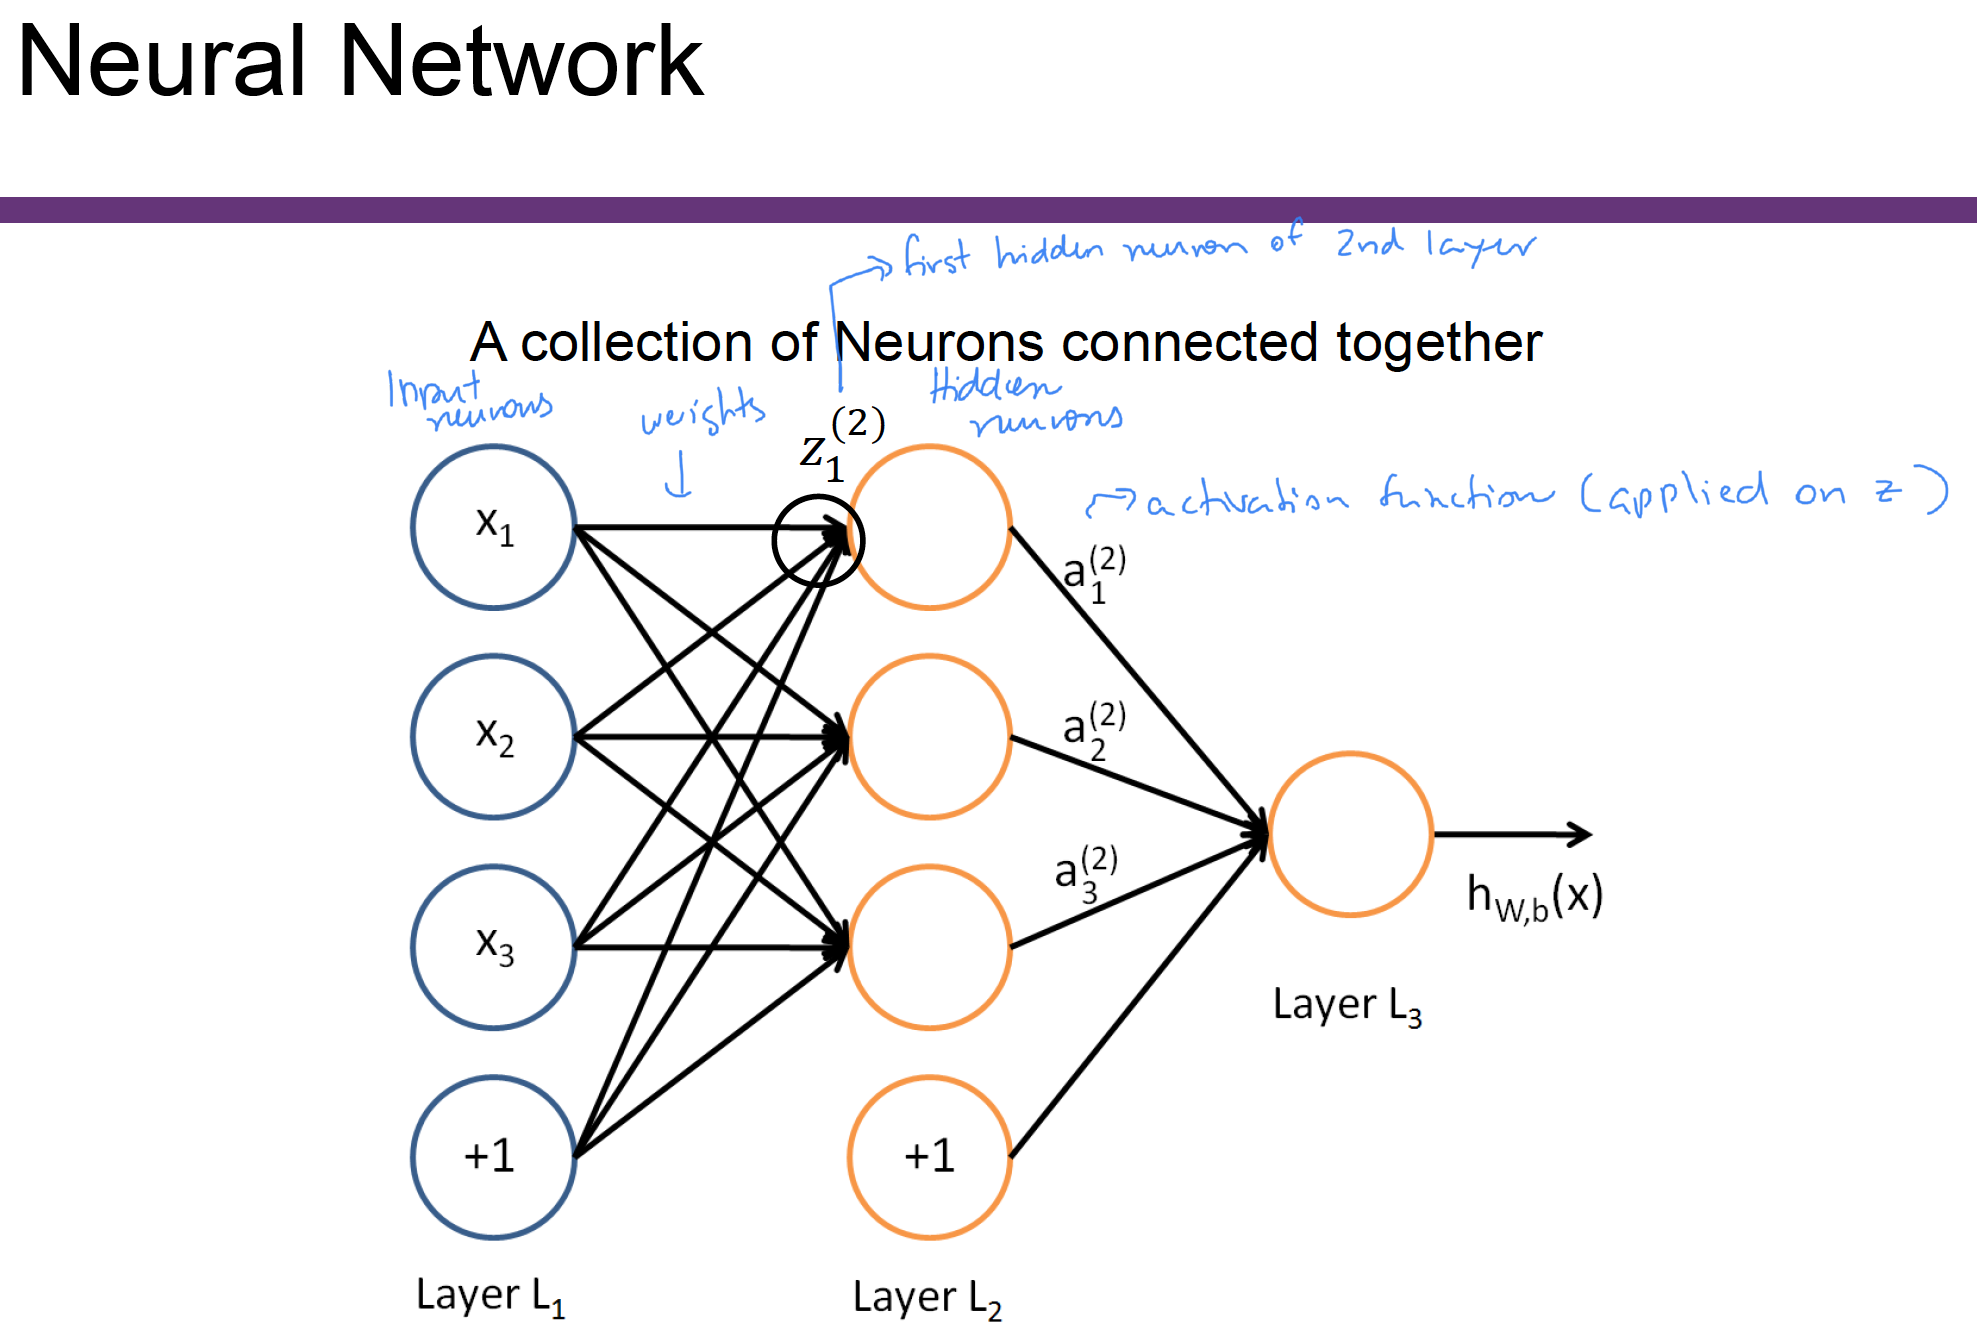 Neural Network
first hidden neuron of 2nd layer
A collection of Neurons connected together
Input
neurons
weights
Hidden
neurons
z₁⁽²⁾
activation function (applied on z)
x₁
a₁⁽²⁾
x₂
a₂⁽²⁾
x₃
a₃⁽²⁾
h_W,b(x)
Layer L₃
+1
+1
Layer L₁
Layer L₂